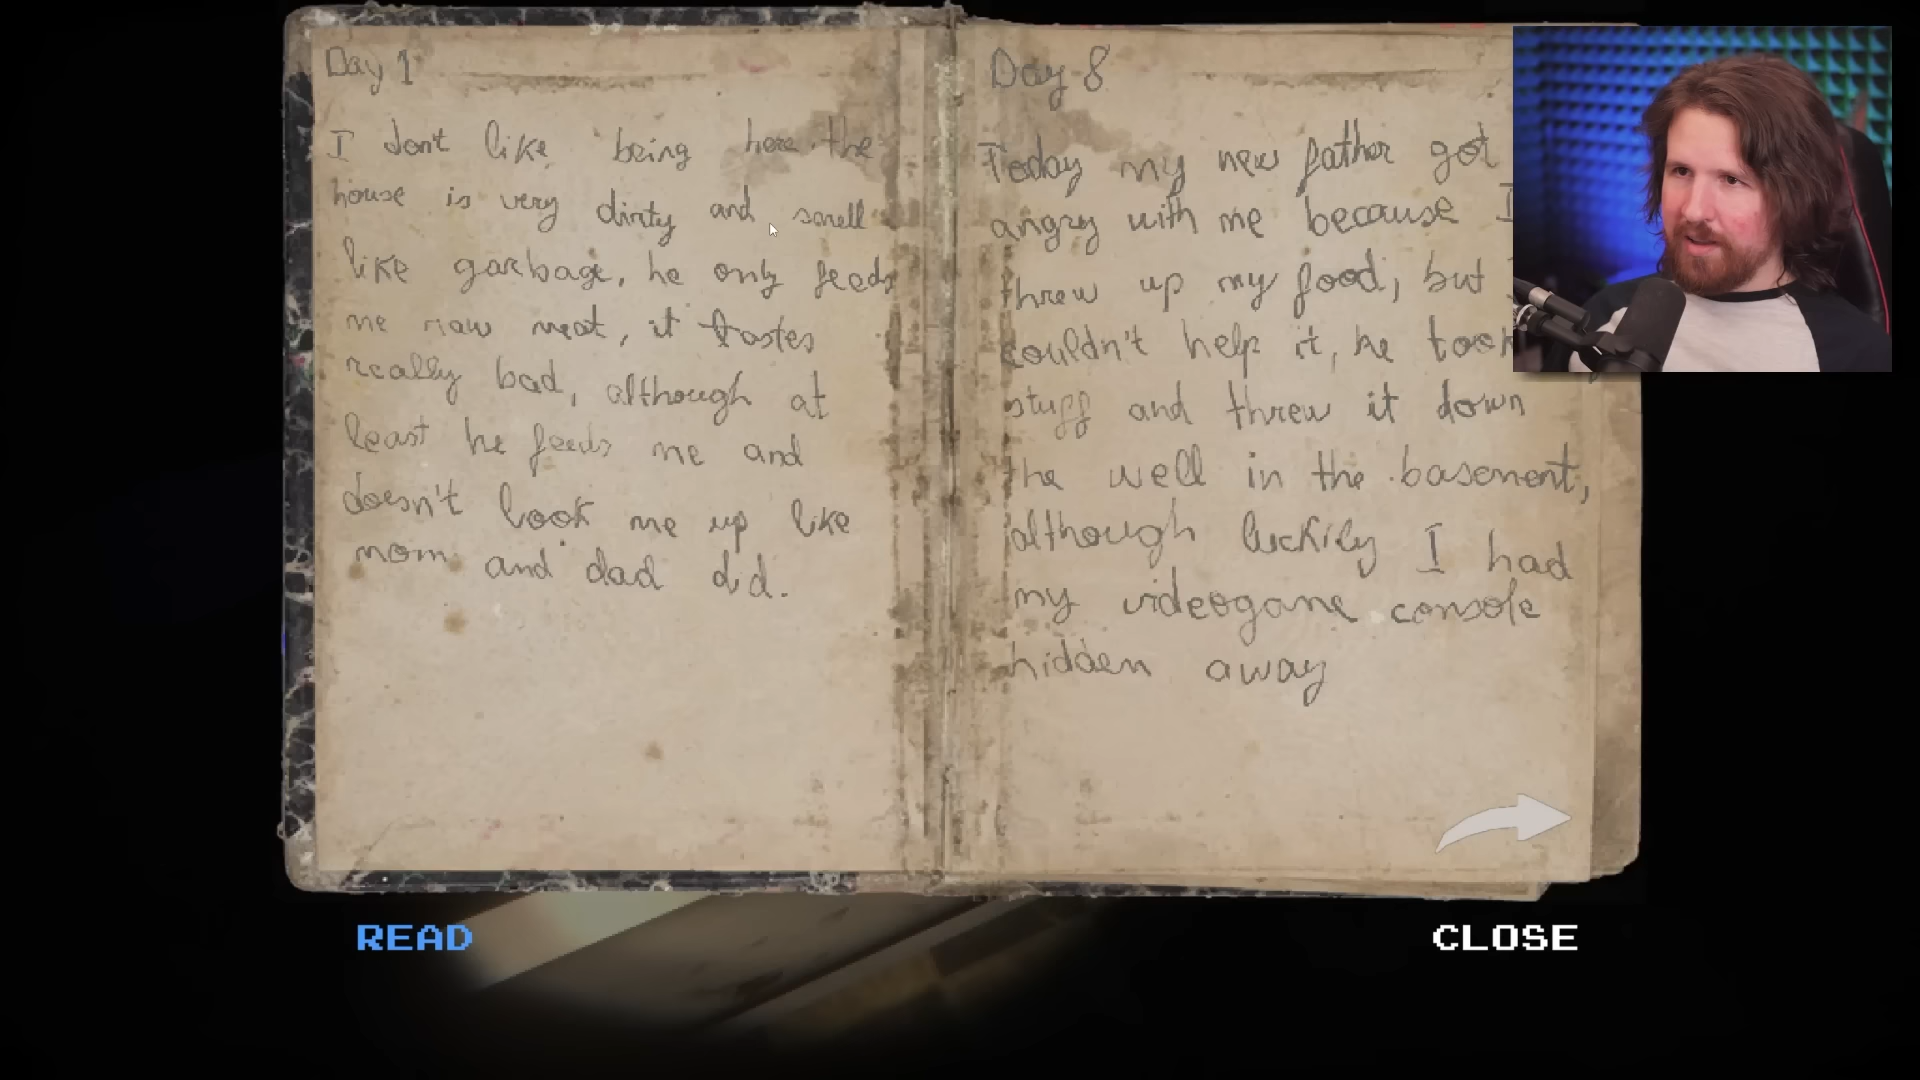 Day 1
I don't like being here, the
house is very dirty and smell
like garbage, he only feeds
me raw meat, it tastes
really bad, although at
least he feeds me and
doesn't look me up like
mom and dad did.
Day 8
Today my new father got
angry with me because I
threw up my food, but I
couldn't help it, he took
stuff and threw it down
the well in the basement,
although luckily I had
my videogame console
hidden away
READ
CLOSE